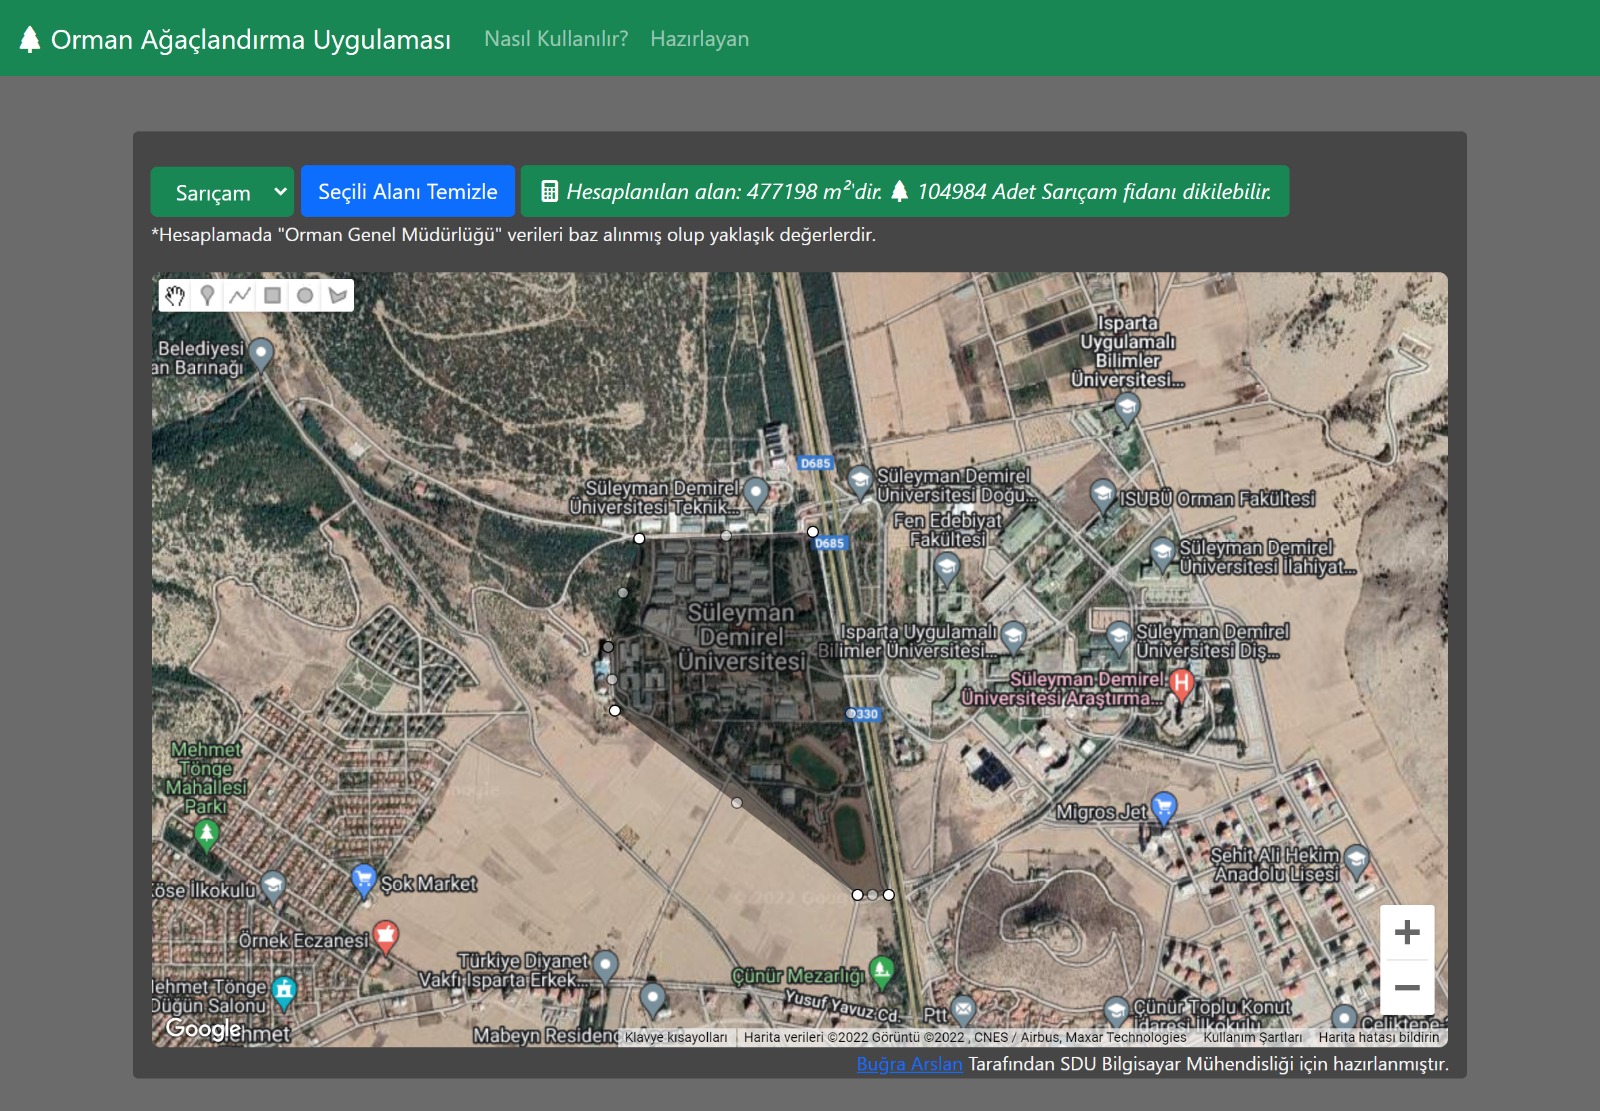 Orman Ağaçlandırma Uygulaması
Nasıl Kullanılır?
Hazırlayan
Sarıçam
Seçili Alanı Temizle
Hesaplanılan alan: 477198 m²'dir. 104984 Adet Sarıçam fidanı dikilebilir.
*Hesaplamada "Orman Genel Müdürlüğü" verileri baz alınmış olup yaklaşık değerlerdir.
Isparta
Uygulamalı
Bilimler
Üniversitesi...
Belediyesi
an Barınağı
D685
Süleyman Demirel
Üniversitesi Teknik...
Süleyman Demirel
Üniversitesi Doğu...
ISUBÜ Orman Fakültesi
Fen Edebiyat
Fakültesi
D685
Süleyman Demirel
Üniversitesi İlahiyat...
Süleyman
Demirel
Üniversitesi
Isparta Uygulamalı
Bilimler Üniversitesi...
Süleyman Demirel
Üniversitesi Diş...
Süleyman Demirel
Üniversitesi Araştırma...
H
D330
Mehmet
Tönge
Mahallesi
Parkı
Migros Jet
Şehit Ali Hekim
Anadolu Lisesi
Şok Market
öse İlkokulu
Örnek Eczanesi
Türkiye Diyanet
Vakfı Isparta Erkek...
Çünür Mezarlığı
Yusuf Yavuz Cd.
Ptt
Mehmet Tönge
Düğün Salonu
Çünür Toplu Konut
İdaresi İlkokulu
Celiktepe
Google
ehmet
Mabeyn Residenc
Klavye kısayolları
Harita verileri ©2022 Görüntü ©2022 , CNES / Airbus, Maxar Technologies
Kullanım Şartları
Harita hatası bildirin
Buğra Arslan Tarafından SDU Bilgisayar Mühendisliği için hazırlanmıştır.